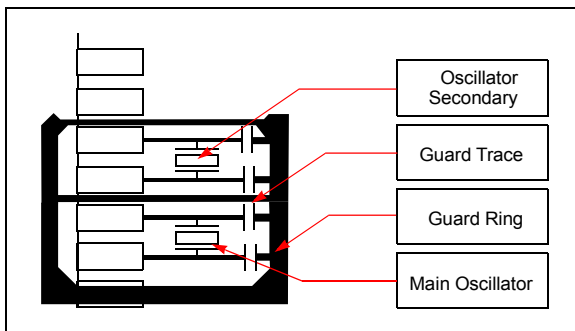 Oscillator
Secondary
Guard Trace
Guard Ring
Main Oscillator